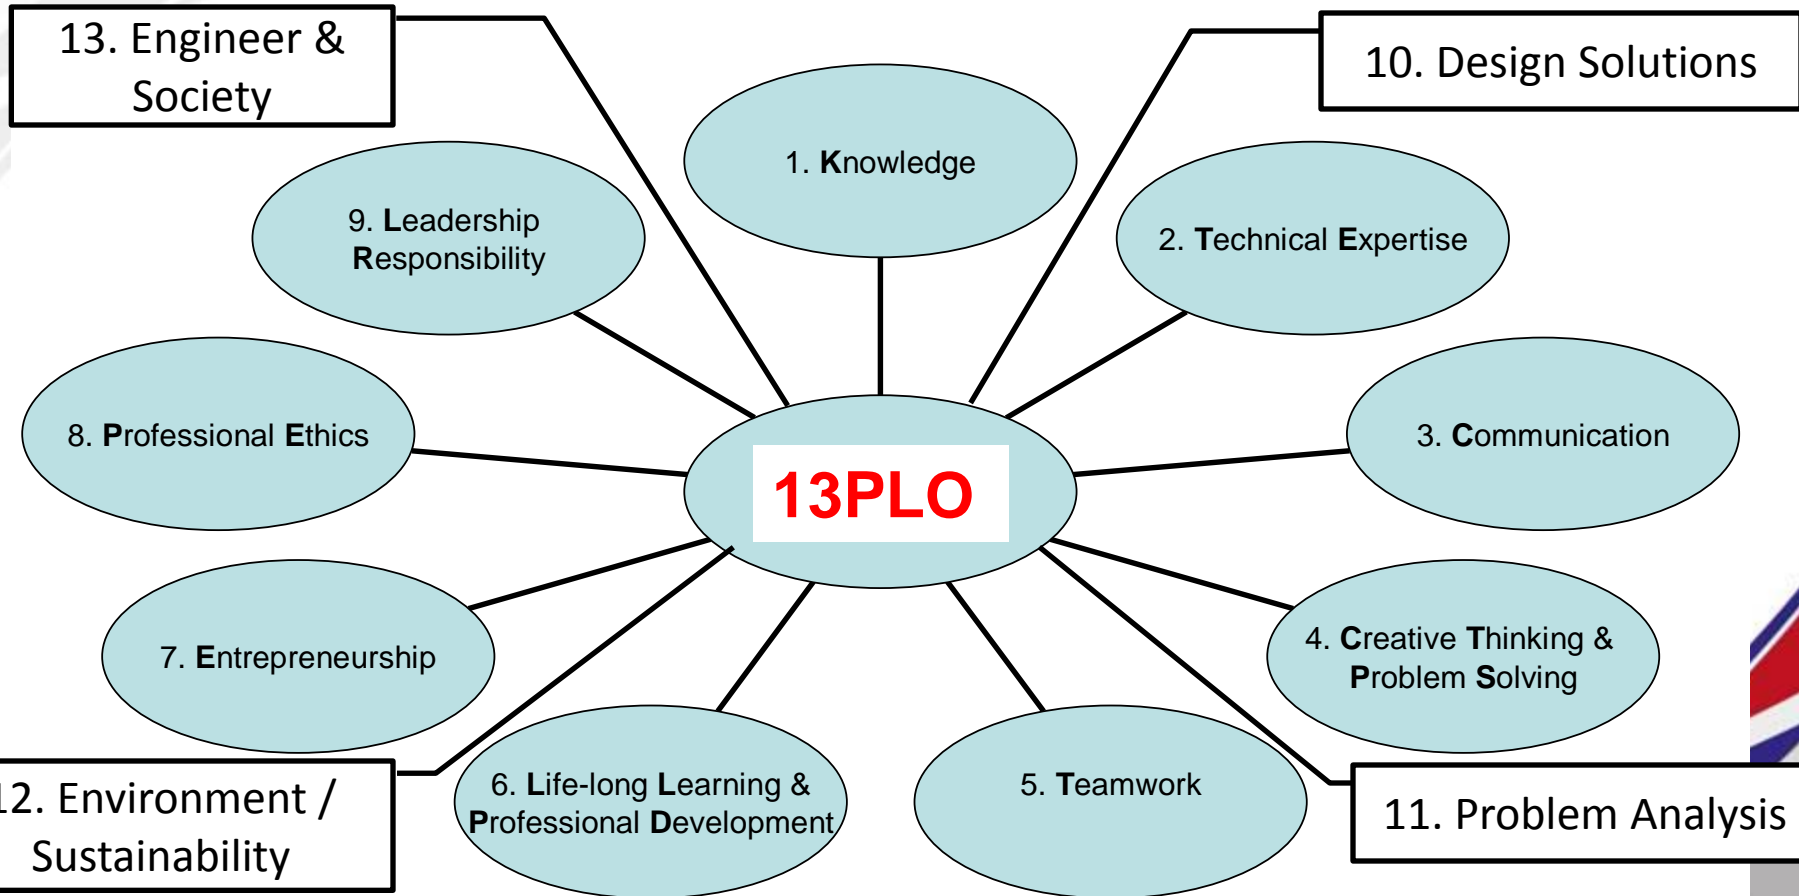 13. Engineer &
Society
10. Design Solutions
1. Knowledge
9. Leadership
Responsibility
2. Technical Expertise
8. Professional Ethics
3. Communication
13PLO
7. Entrepreneurship
4. Creative Thinking &
Problem Solving
6. Life-long Learning &
Professional Development
5. Teamwork
12. Environment /
Sustainability
11. Problem Analysis